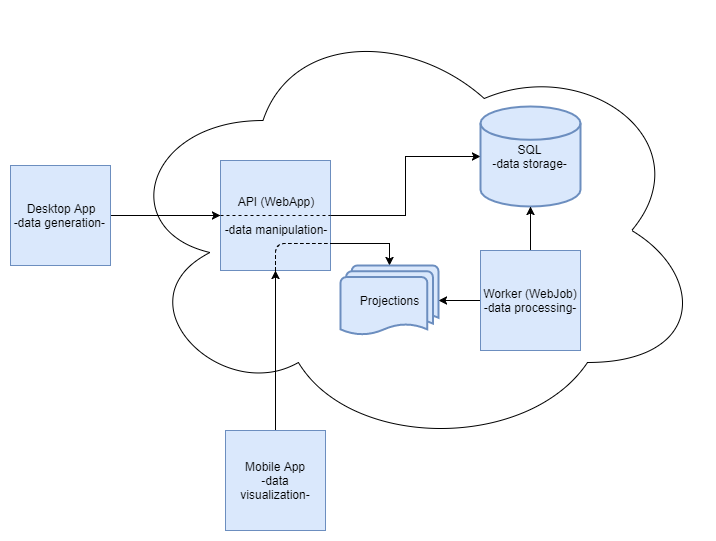 Desktop App
-data generation-
API (WebApp)
-data manipulation-
SQL
-data storage-
Projections
Worker (WebJob)
-data processing-
Mobile App
-data
visualization-